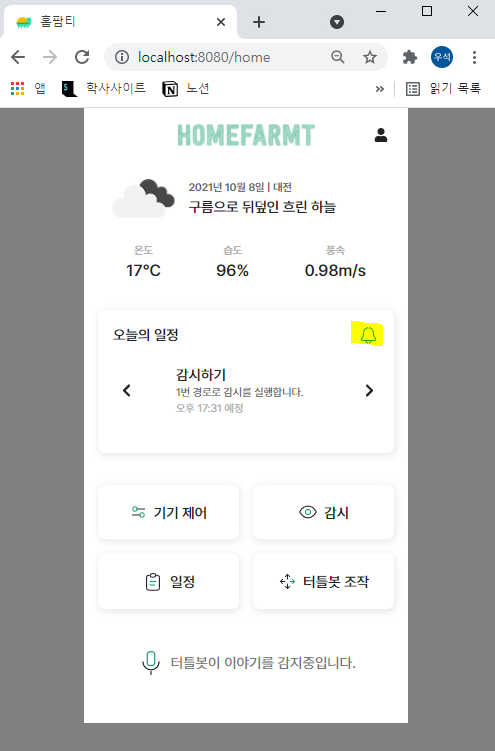 홈팜티
우석
localhost:8080/home
앱
학사사이트
노션
»
읽기 목록
HOMEFARMT
2021년 10월 8일 | 대전
구름으로 뒤덮인 흐린 하늘
온도 습도 풍속
17°C 96% 0.98m/s
오늘의 일정
감시하기
1번 경로로 감시를 실행합니다.
오후 17:31 예정
기기 제어 감시
일정 터틀봇 조작
터틀봇이 이야기를 감지중입니다.